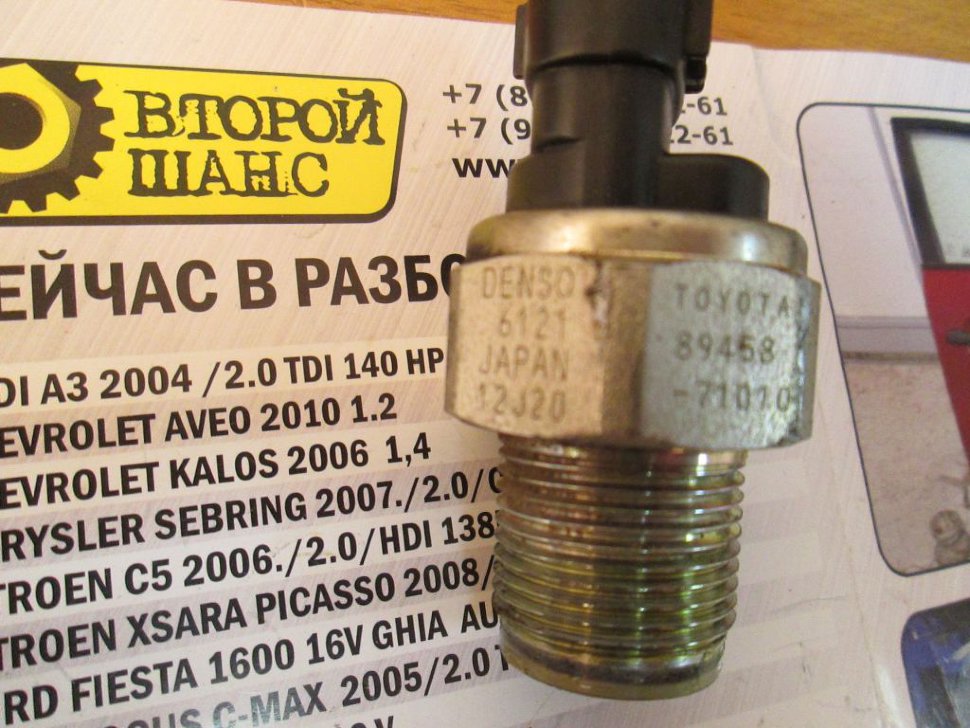 ВТОРОЙ
ШАНС
+7 (8
-61
+7 (9
2-61
ww
ЕЙЧАС В РАЗБО
DENSO
6121
JAPAN
12J20
TOYOTA
89458
-71010
DI A3 2004 /2.0 TDI 140 HP
EVROLET AVEO 2010 1.2
EVROLET KALOS 2006 1,4
RYSLER SEBRING 2007./2.0/
TROEN C5 2006./2.0/HDI 138
TROEN XSARA PICASSO 2008/
RD FIESTA 1600 16V GHIA AU
OCUS C-MAX 2005/2.0 T